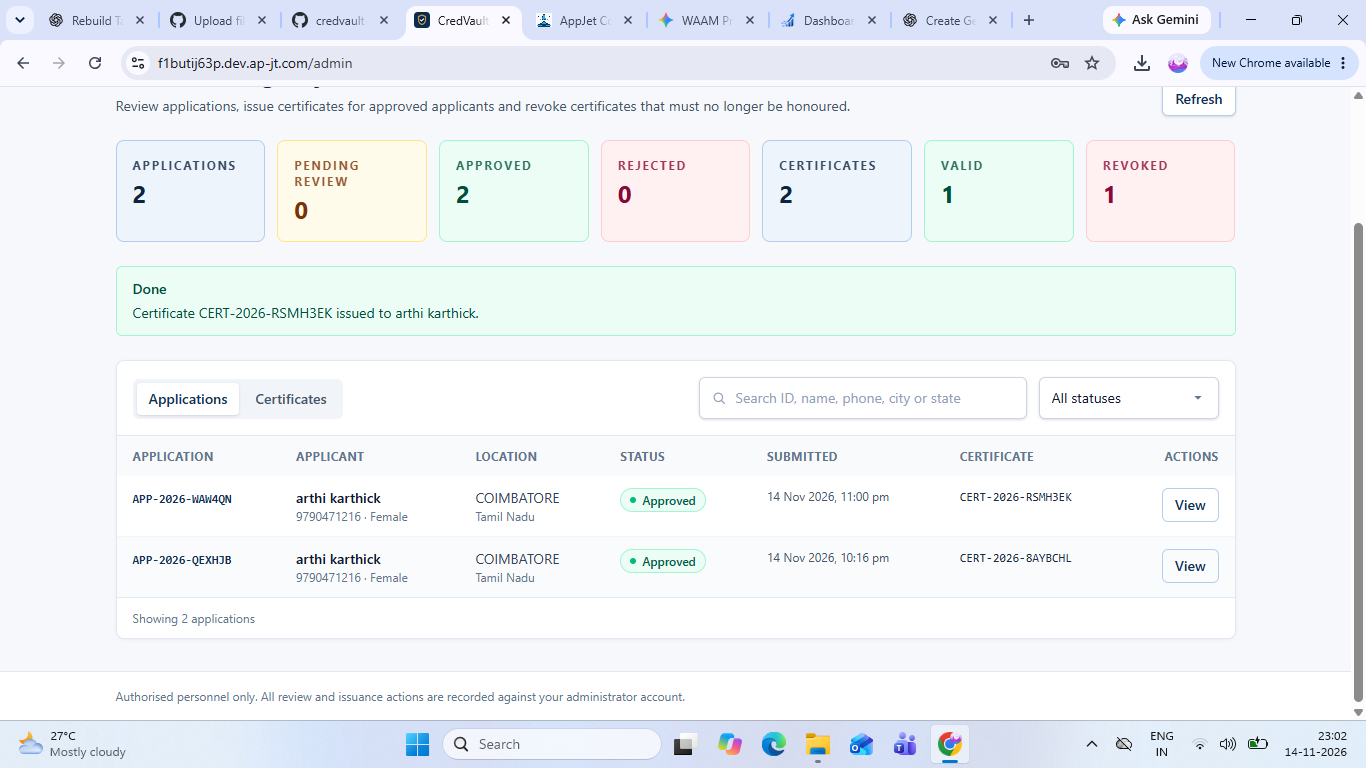 Rebuild Ta
Upload fil
credvault
CredVault
AppJet Co
WAAM Pr
Dashboar
Create Ge
Ask Gemini
f1butij63p.dev.ap-jt.com/admin
New Chrome available
Review applications, issue certificates for approved applicants and revoke certificates that must no longer be honoured.
Refresh
APPLICATIONS
2
PENDING
REVIEW
0
APPROVED
2
REJECTED
0
CERTIFICATES
2
VALID
1
REVOKED
1
Done
Certificate CERT-2026-RSMH3EK issued to arthi karthick.
Applications
Certificates
Search ID, name, phone, city or state
All statuses
APPLICATION APPLICANT LOCATION STATUS SUBMITTED CERTIFICATE ACTIONS
APP-2026-WAW4QN arthi karthick COIMBATORE Approved 14 Nov 2026, 11:00 pm CERT-2026-RSMH3EK View
9790471216 · Female Tamil Nadu
APP-2026-QEXHJB arthi karthick COIMBATORE Approved 14 Nov 2026, 10:16 pm CERT-2026-8AYBCHL View
9790471216 · Female Tamil Nadu
Showing 2 applications
Authorised personnel only. All review and issuance actions are recorded against your administrator account.
27°C
Mostly cloudy
Search
ENG
IN
23:02
14-11-2026